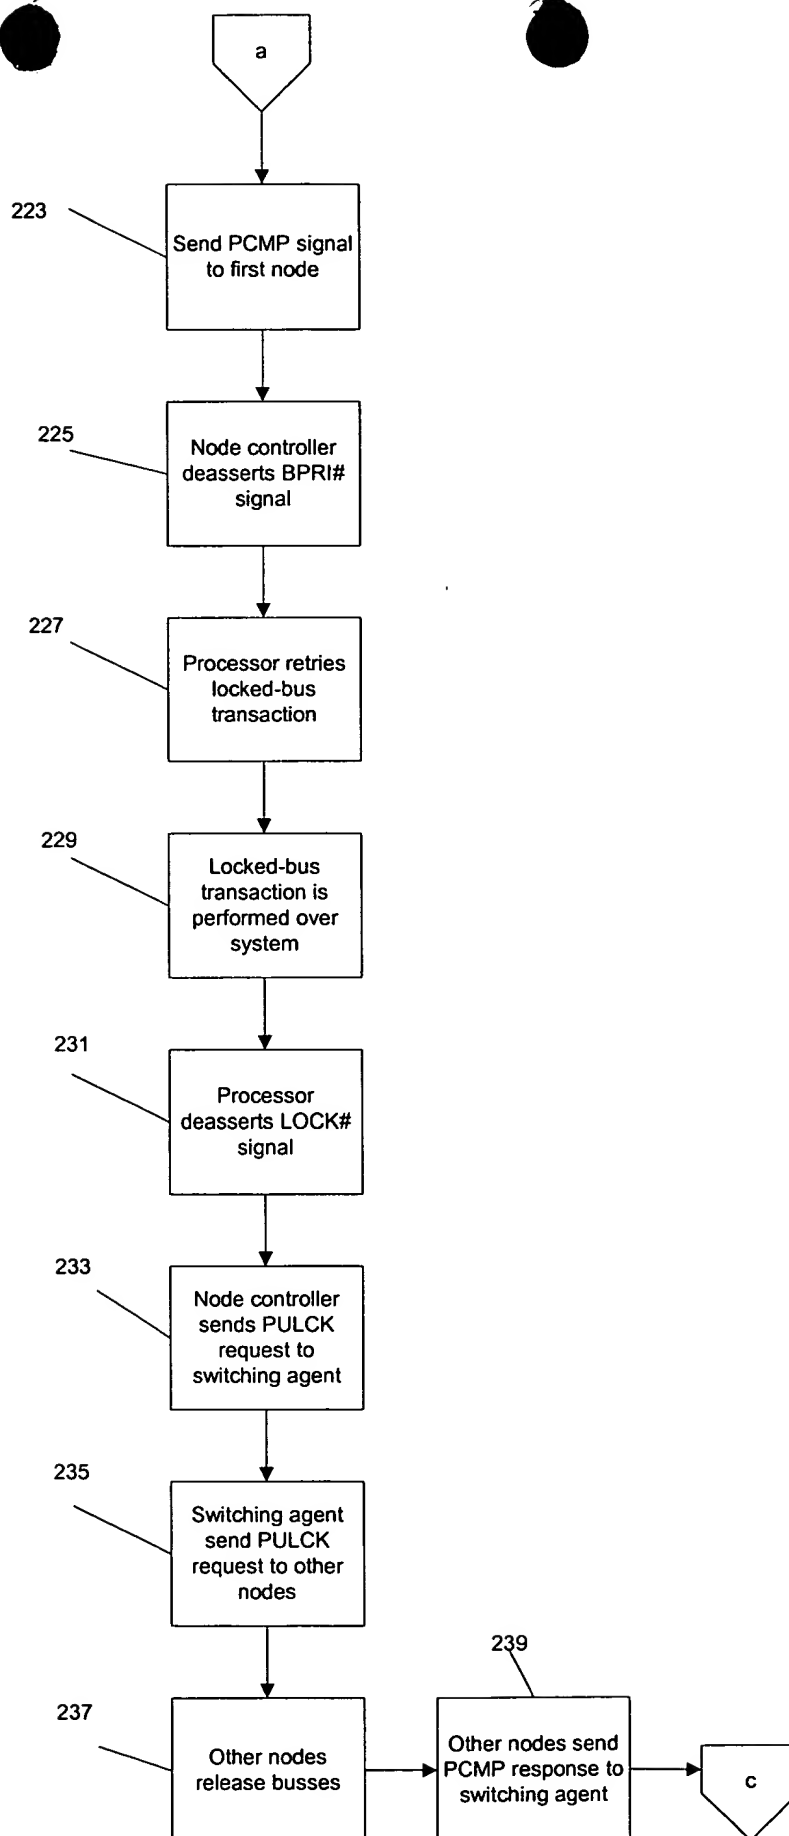 a
223
Send PCMP signal
to first node
225
Node controller
deasserts BPRI#
signal
227
Processor retries
locked-bus
transaction
229
Locked-bus
transaction is
performed over
system
231
Processor
deasserts LOCK#
signal
233
Node controller
sends PULCK
request to
switching agent
235
Switching agent
send PULCK
request to other
nodes
237
Other nodes
release busses
239
Other nodes send
PCMP response to
switching agent
c